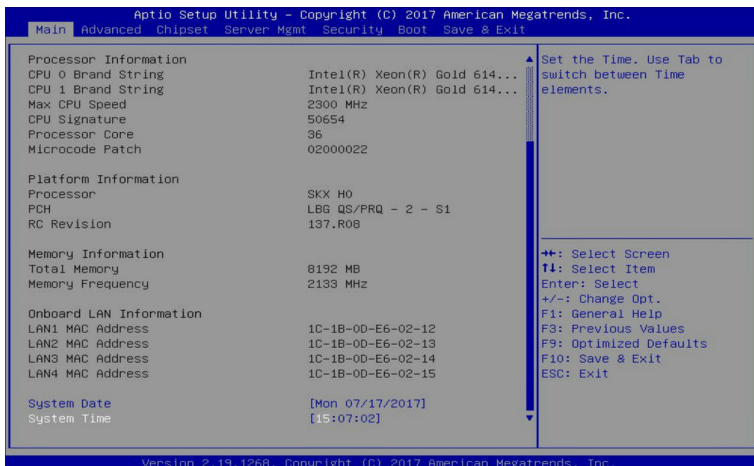 Aptio Setup Utility – Copyright (C) 2017 American Megatrends, Inc.
Main Advanced Chipset Server Mgmt Security Boot Save & Exit
Processor Information
CPU 0 Brand String Intel(R) Xeon(R) Gold 614...
CPU 1 Brand String Intel(R) Xeon(R) Gold 614...
Max CPU Speed 2300 MHz
CPU Signature 50654
Processor Core 36
Microcode Patch 02000022
Platform Information
Processor SKX H0
PCH LBG QS/PRQ - 2 - S1
RC Revision 137.R08
Memory Information
Total Memory 8192 MB
Memory Frequency 2133 MHz
Onboard LAN Information
LAN1 MAC Address 1C-1B-0D-E6-02-12
LAN2 MAC Address 1C-1B-0D-E6-02-13
LAN3 MAC Address 1C-1B-0D-E6-02-14
LAN4 MAC Address 1C-1B-0D-E6-02-15
System Date [Mon 07/17/2017]
System Time [15:07:02]
Set the Time. Use Tab to
switch between Time
elements.
→←: Select Screen
↑↓: Select Item
Enter: Select
+/-: Change Opt.
F1: General Help
F3: Previous Values
F9: Optimized Defaults
F10: Save & Exit
ESC: Exit
Version 2.19.1268. Copyright (C) 2017 American Megatrends, Inc.